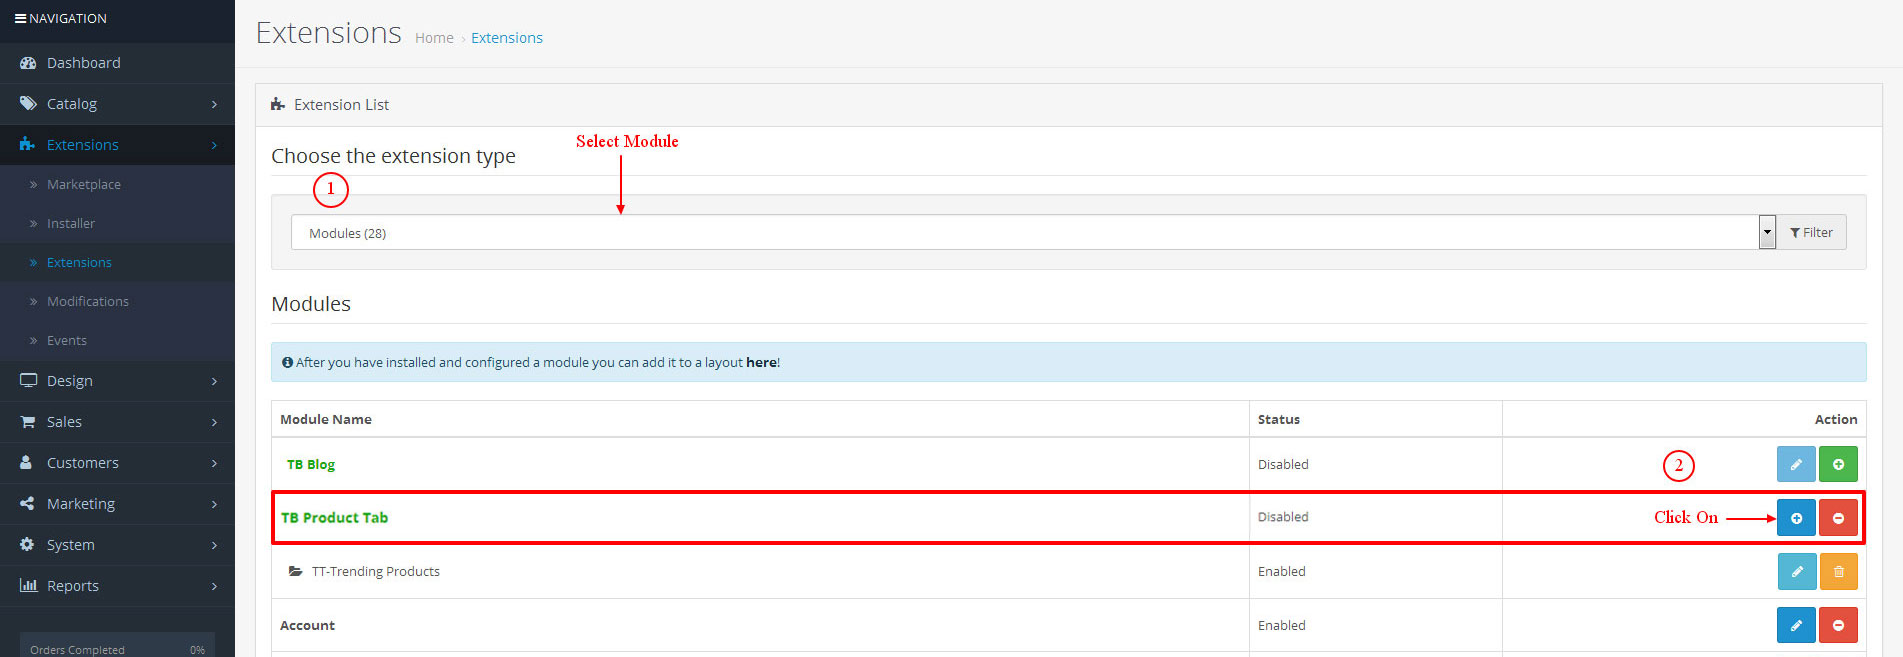 NAVIGATION
Dashboard
Catalog
Extensions
Marketplace
Installer
Extensions
Modifications
Events
Design
Sales
Customers
Marketing
System
Reports
Orders Completed 0%
Extensions Home › Extensions
Extension List
Select Module
Choose the extension type
1
Modules (28)
Filter
Modules
After you have installed and configured a module you can add it to a layout here!
Module Name Status Action
TB Blog Disabled 2
TB Product Tab Disabled Click On
TT-Trending Products Enabled
Account Enabled